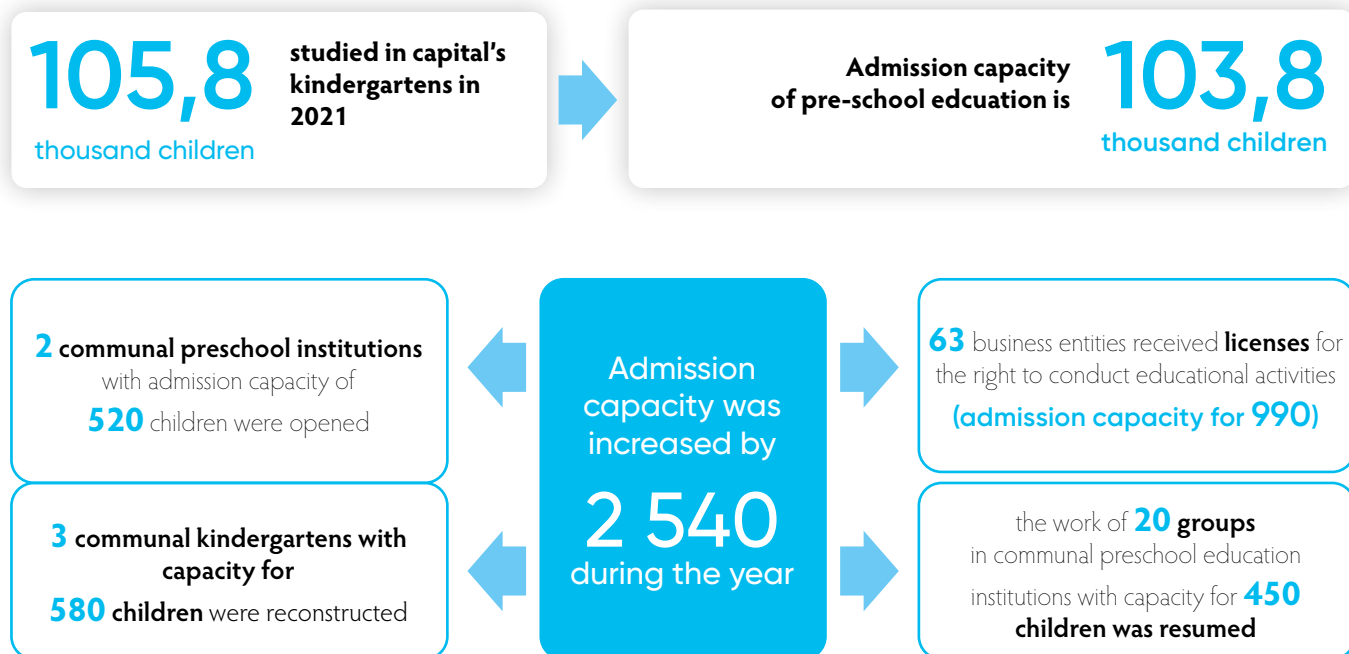 105,8
thousand children
studied in capital's
kindergartens in
2021
Admission capacity
of pre-school edcuation is
103,8
thousand children
2 communal preschool institutions
with admission capacity of
520 children were opened
3 communal kindergartens with
capacity for
580 children were reconstructed
Admission
capacity was
increased by
2 540
during the year
63 business entities received licenses for
the right to conduct educational activities
(admission capacity for 990)
the work of 20 groups
in communal preschool education
institutions with capacity for 450
children was resumed